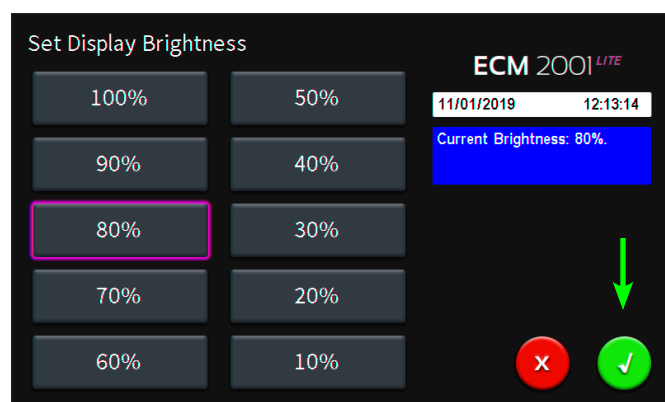 Set Display Brightness
ECM 2001 LITE
100% 50%
11/01/2019 12:13:14
Current Brightness: 80%.
90% 40%
80% 30%
70% 20%
60% 10%
X √